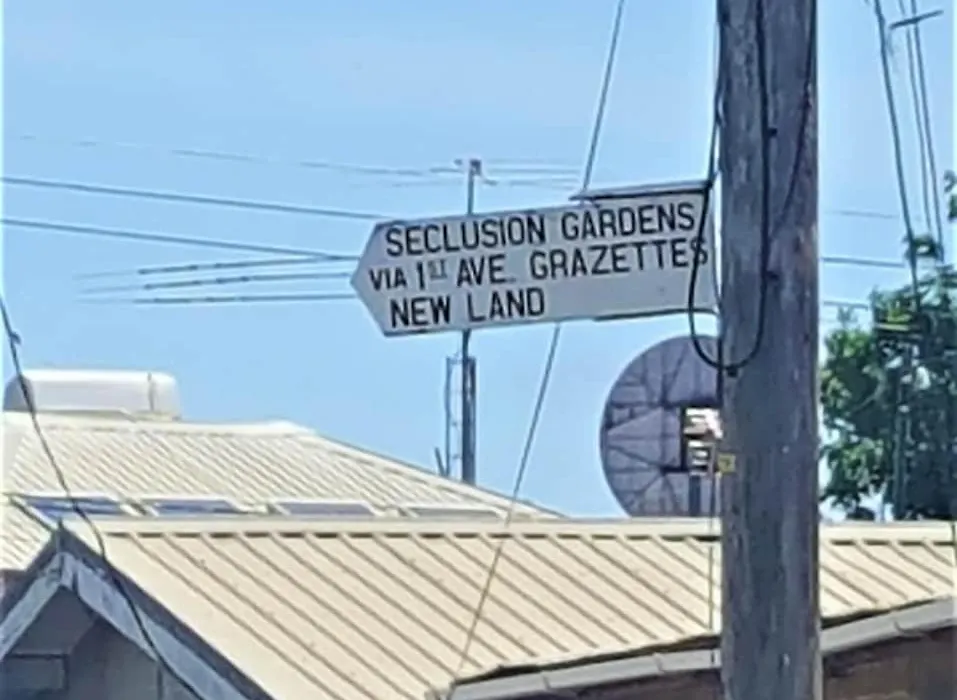 SECLUSION GARDENS
VIA 1ST AVE. GRAZETTES
NEW LAND